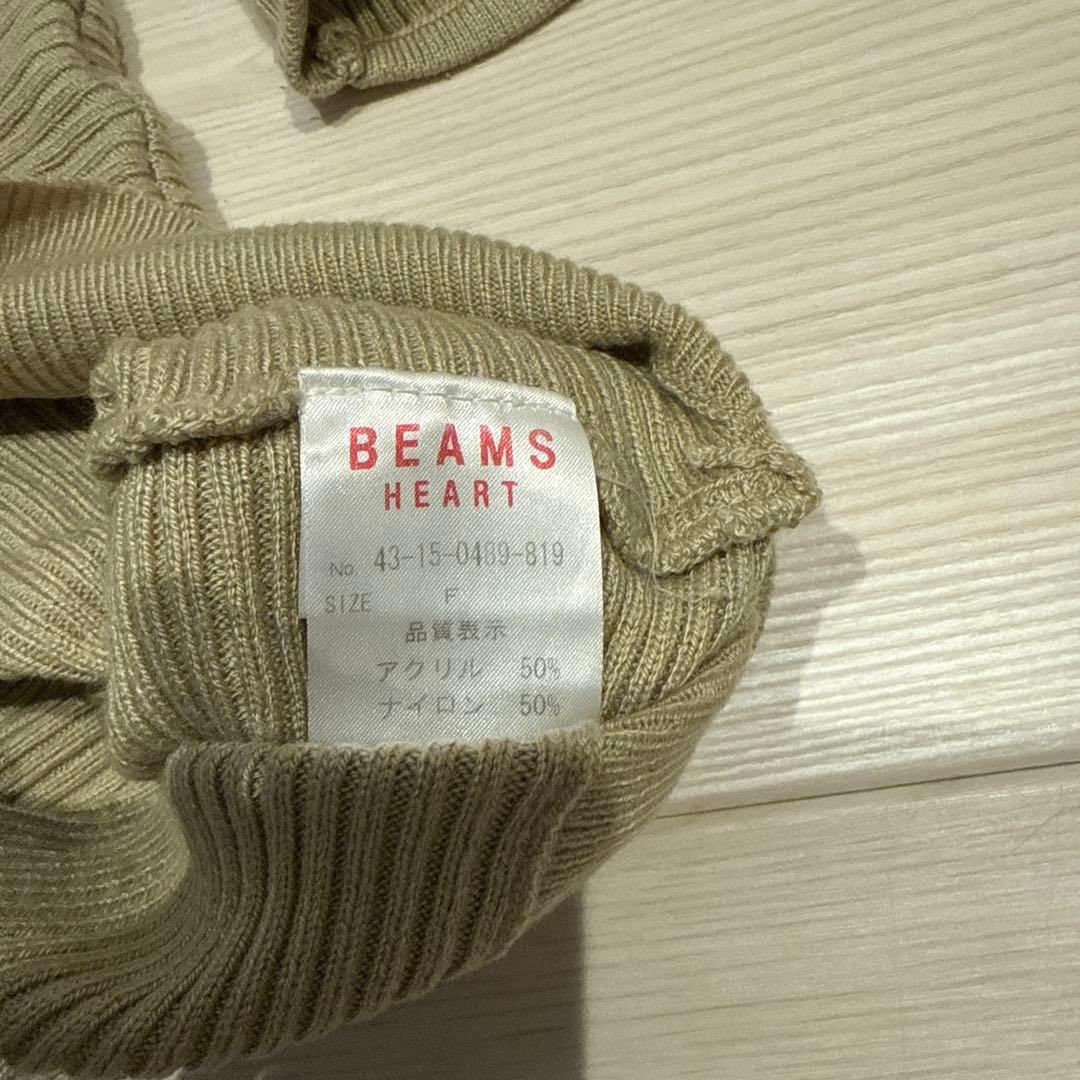 BEAMS
HEART
No. 43-15-0489-819
SIZE F
品質表示
アクリル 50%
ナイロン 50%